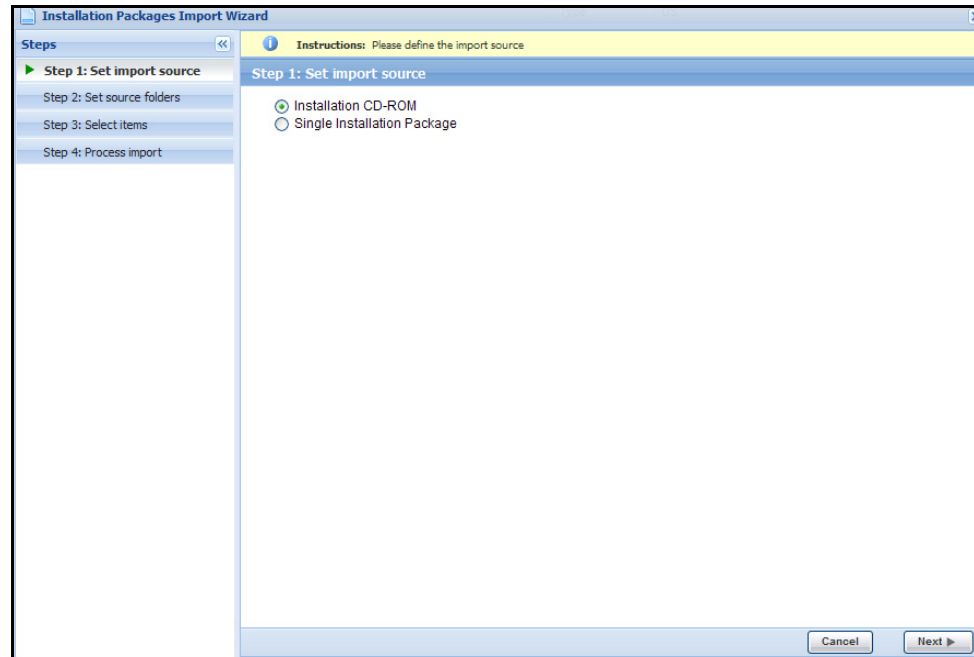 Installation Packages Import Wizard
Steps
Instructions: Please define the import source
Step 1: Set import source
Step 2: Set source folders
Step 3: Select items
Step 4: Process import
Step 1: Set import source
Installation CD-ROM
Single Installation Package
Cancel
Next